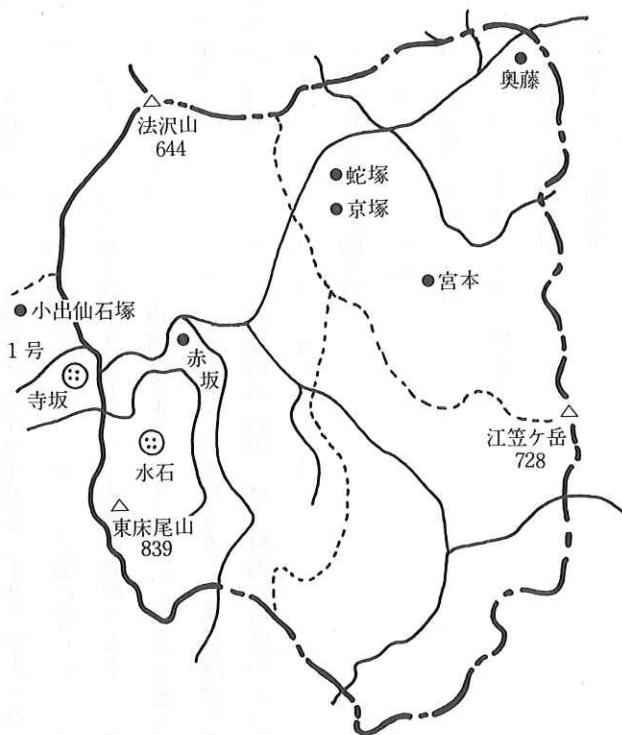 奥藤
法沢山
644
蛇塚
京塚
宮本
小出仙石塚
1号
寺坂
赤坂
江笠ケ岳
728
水石
東床尾山
839